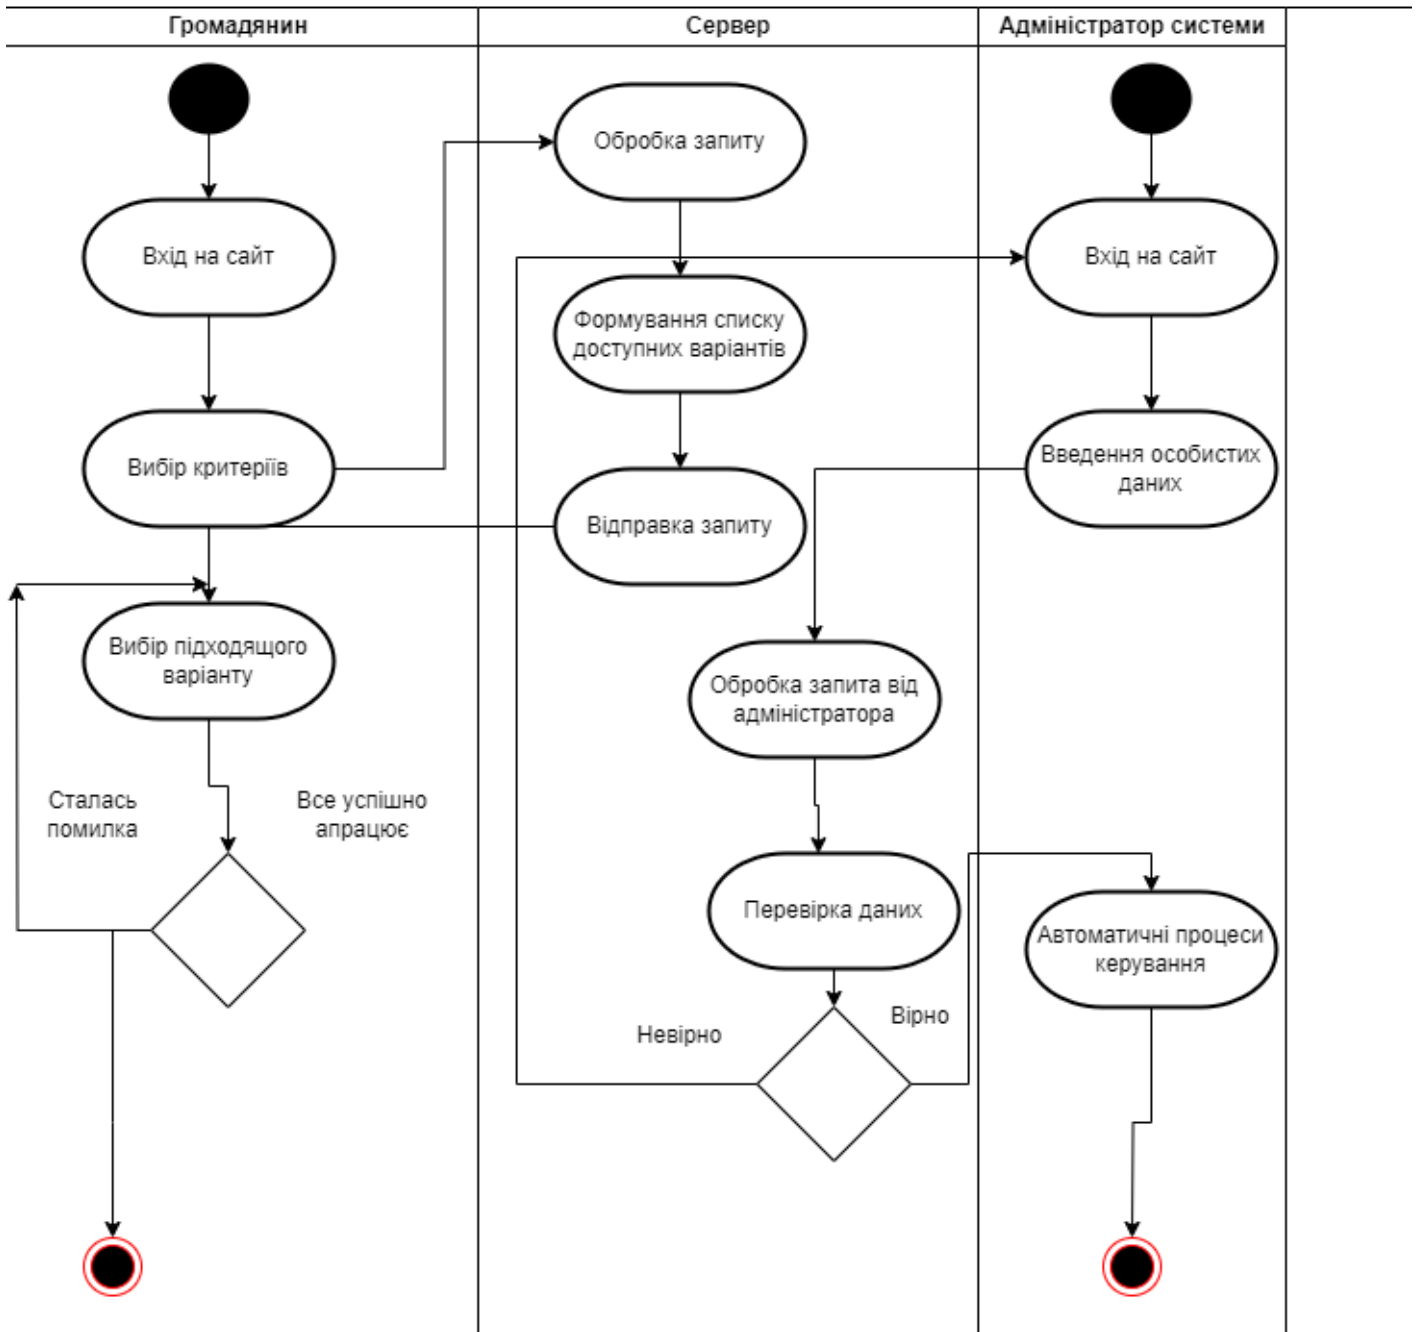 Громадянин
Сервер
Адміністратор системи
Обробка запиту
Вхід на сайт
Вхід на сайт
Формування списку
доступних варіантів
Вибір критеріїв
Введення особистих
даних
Відправка запиту
Вибір підходящого
варіанту
Обробка запита від
адміністратора
Сталась
помилка
Все успішно
апрацює
Перевірка даних
Автоматичні процеси
керування
Невірно
Вірно